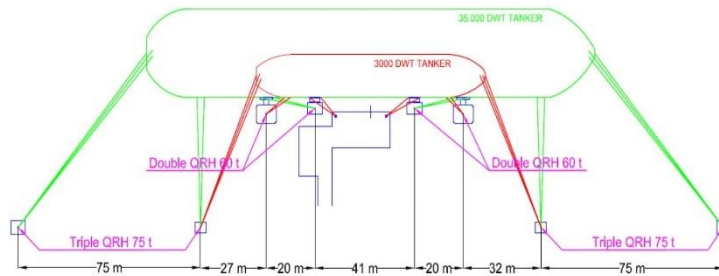 35.000 DWT TANKER
3000 DWT TANKER
Double QRH 60 t
Double QRH 60 t
Triple QRH 75 t
Triple QRH 75 t
75 m
27 m
20 m
41 m
20 m
32 m
75 m